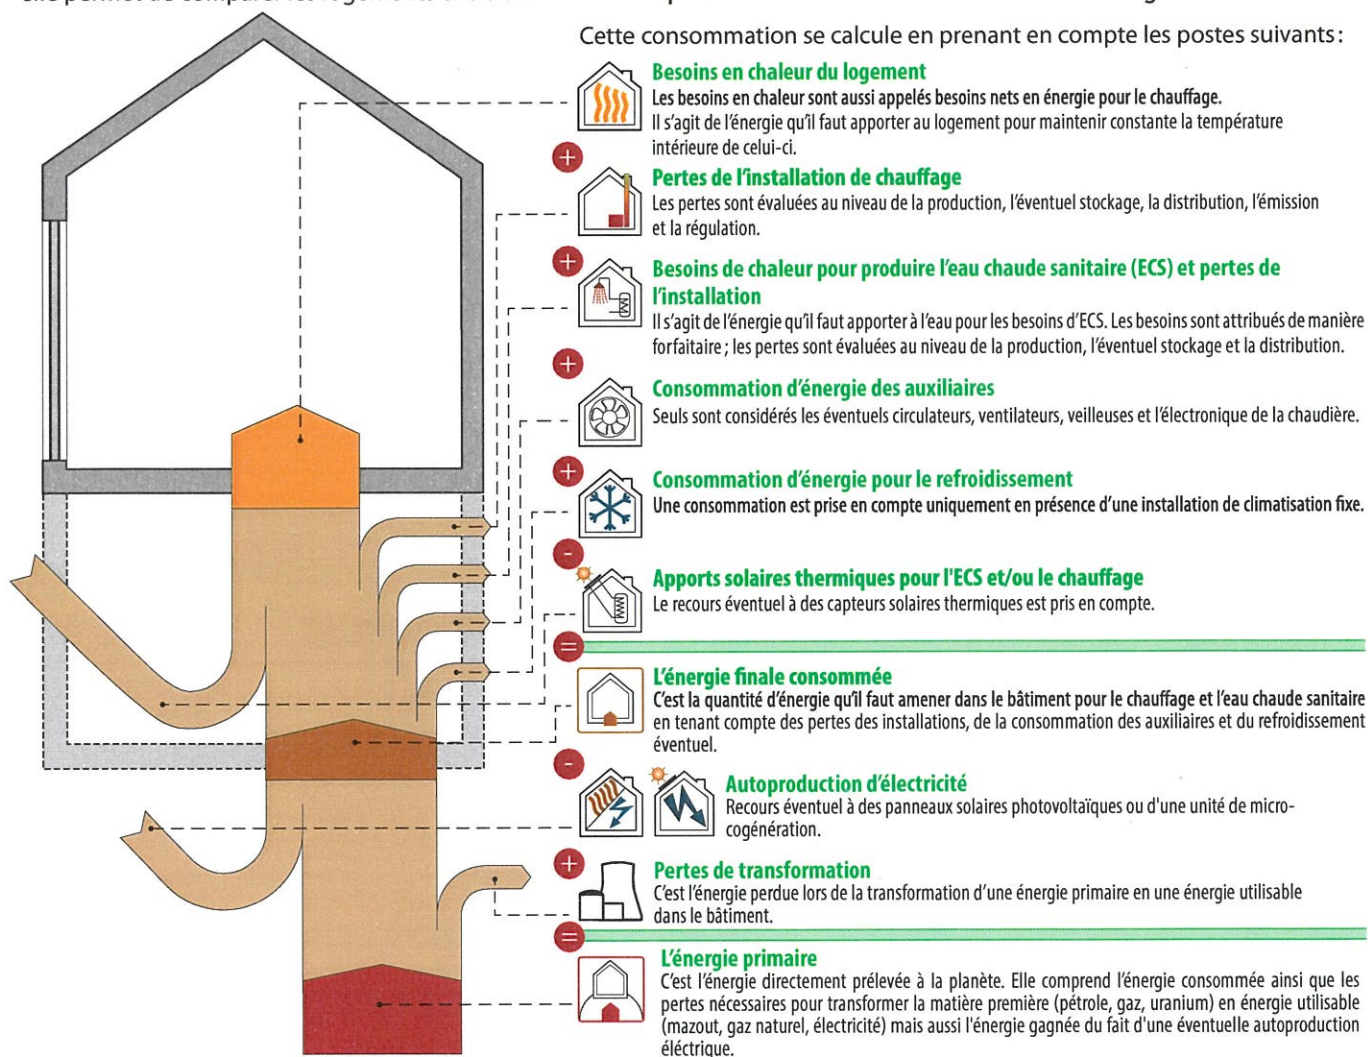 Cette consommation se calcule en prenant en compte les postes suivants :
Besoins en chaleur du logement
Les besoins en chaleur sont aussi appelés besoins nets en énergie pour le chauffage.
Il s'agit de l'énergie qu'il faut apporter au logement pour maintenir constante la température
intérieure de celui-ci.
+
Pertes de l'installation de chauffage
Les pertes sont évaluées au niveau de la production, l'éventuel stockage, la distribution, l'émission
et la régulation.
+
Besoins de chaleur pour produire l'eau chaude sanitaire (ECS) et pertes de
l'installation
Il s'agit de l'énergie qu'il faut apporter à l'eau pour les besoins d'ECS. Les besoins sont attribués de manière
forfaitaire ; les pertes sont évaluées au niveau de la production, l'éventuel stockage et la distribution.
+
Consommation d'énergie des auxiliaires
Seuls sont considérés les éventuels circulateurs, ventilateurs, veilleuses et l'électronique de la chaudière.
+
Consommation d'énergie pour le refroidissement
Une consommation est prise en compte uniquement en présence d'une installation de climatisation fixe.
-
Apports solaires thermiques pour l'ECS et/ou le chauffage
Le recours éventuel à des capteurs solaires thermiques est pris en compte.
=
L'énergie finale consommée
C'est la quantité d'énergie qu'il faut amener dans le bâtiment pour le chauffage et l'eau chaude sanitaire
en tenant compte des pertes des installations, de la consommation des auxiliaires et du refroidissement
éventuel.
-
Autoproduction d'électricité
Recours éventuel à des panneaux solaires photovoltaïques ou d'une unité de micro-
cogénération.
+
Pertes de transformation
C'est l'énergie perdue lors de la transformation d'une énergie primaire en une énergie utilisable
dans le bâtiment.
=
L'énergie primaire
C'est l'énergie directement prélevée à la planète. Elle comprend l'énergie consommée ainsi que les
pertes nécessaires pour transformer la matière première (pétrole, gaz, uranium) en énergie utilisable
(mazout, gaz naturel, électricité) mais aussi l'énergie gagnée du fait d'une éventuelle autoproduction
éléctrique.